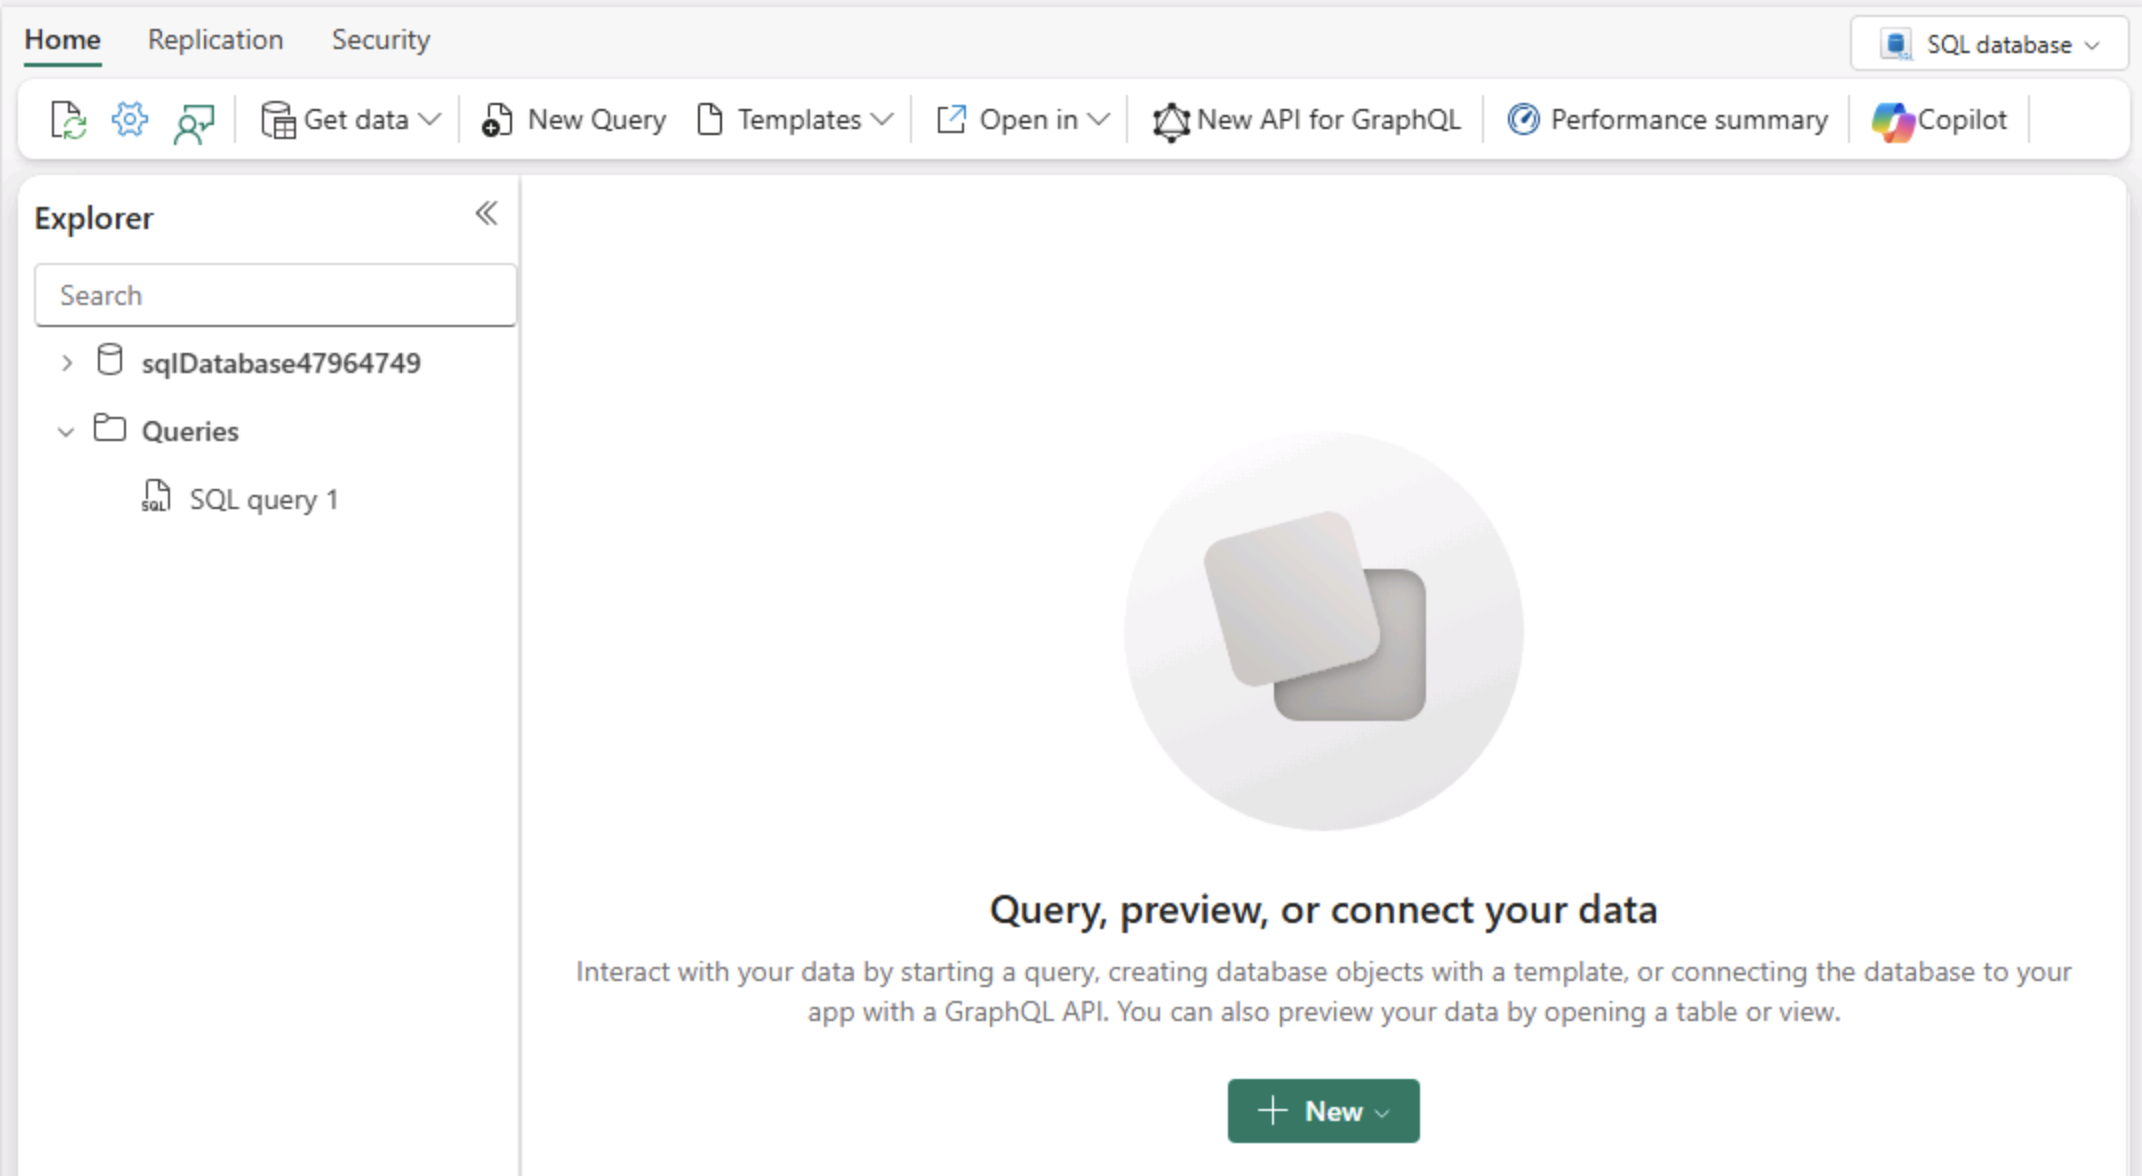 Home Replication Security SQL database
Get data New Query Templates Open in New API for GraphQL Performance summary Copilot
Explorer
Search
sqlDatabase47964749
Queries
SQL query 1
Query, preview, or connect your data
Interact with your data by starting a query, creating database objects with a template, or connecting the database to your
app with a GraphQL API. You can also preview your data by opening a table or view.
New